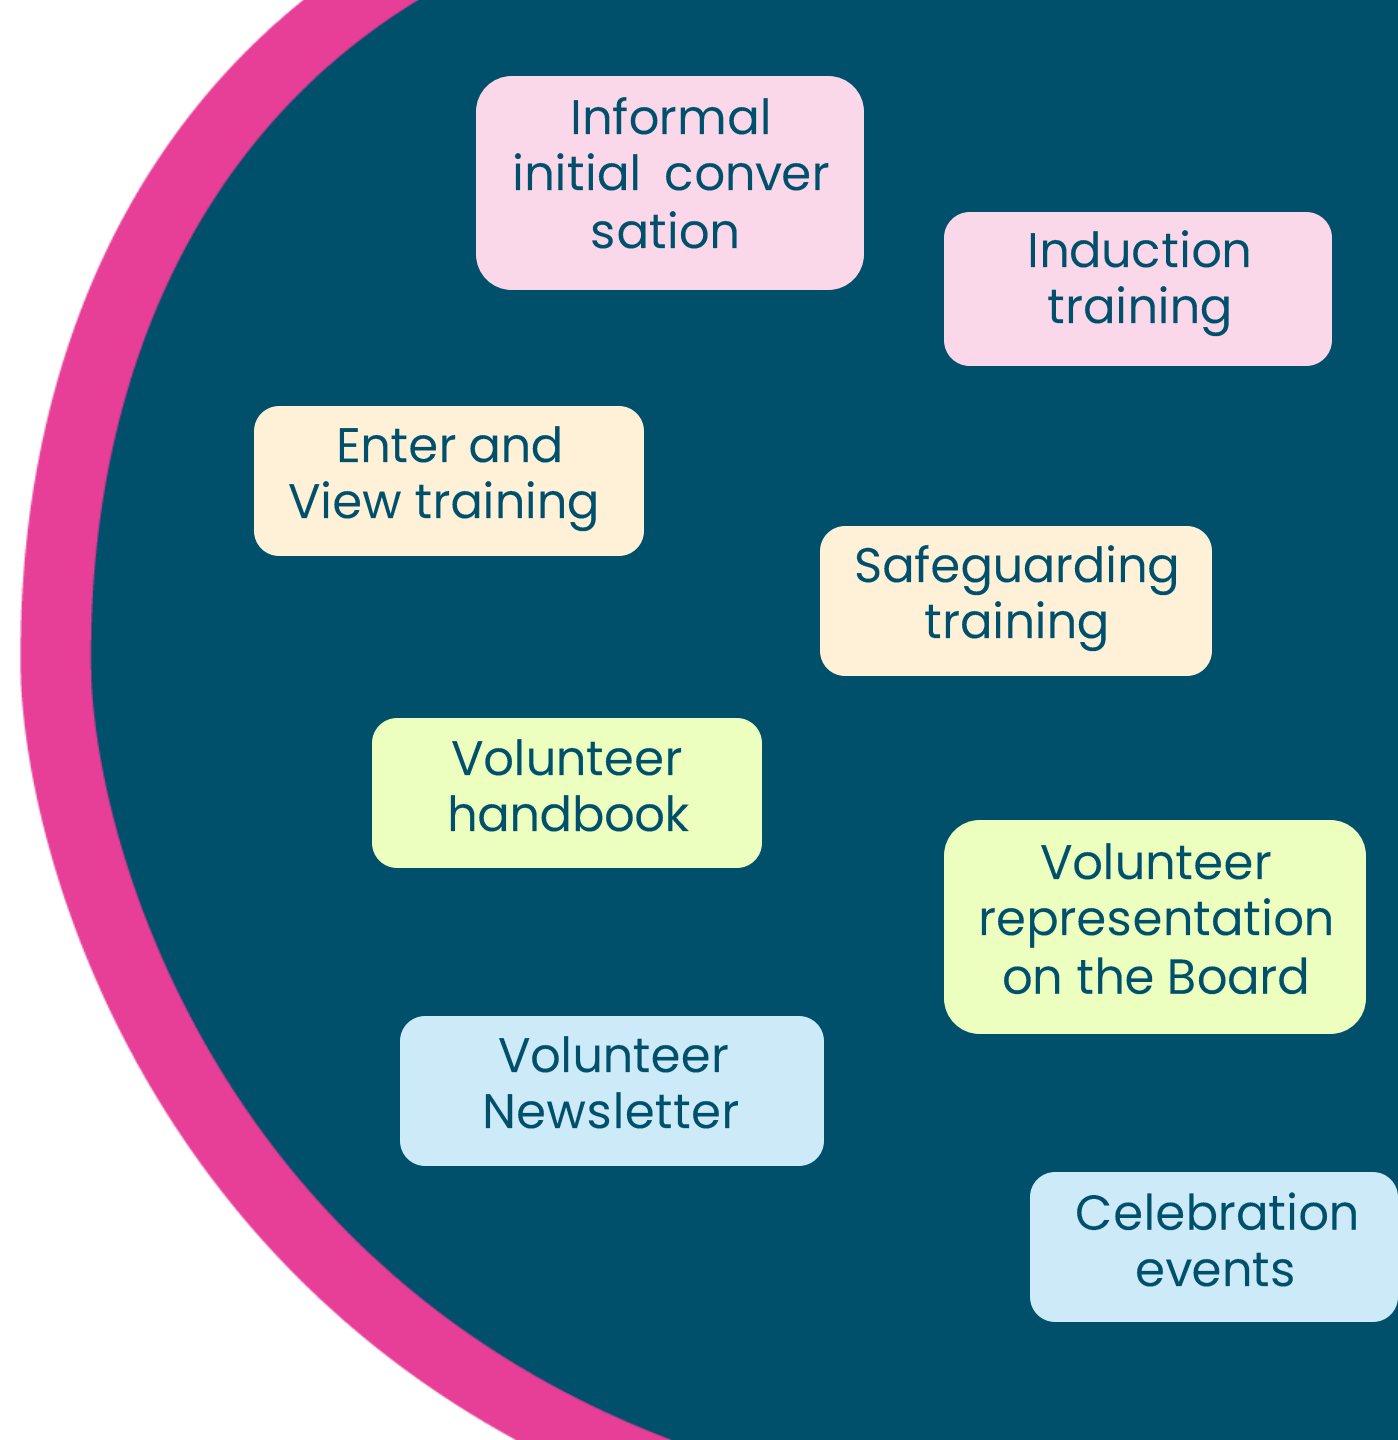 Informal
initial conver
sation
Induction
training
Enter and
View training
Safeguarding
training
Volunteer
handbook
Volunteer
representation
on the Board
Volunteer
Newsletter
Celebration
events